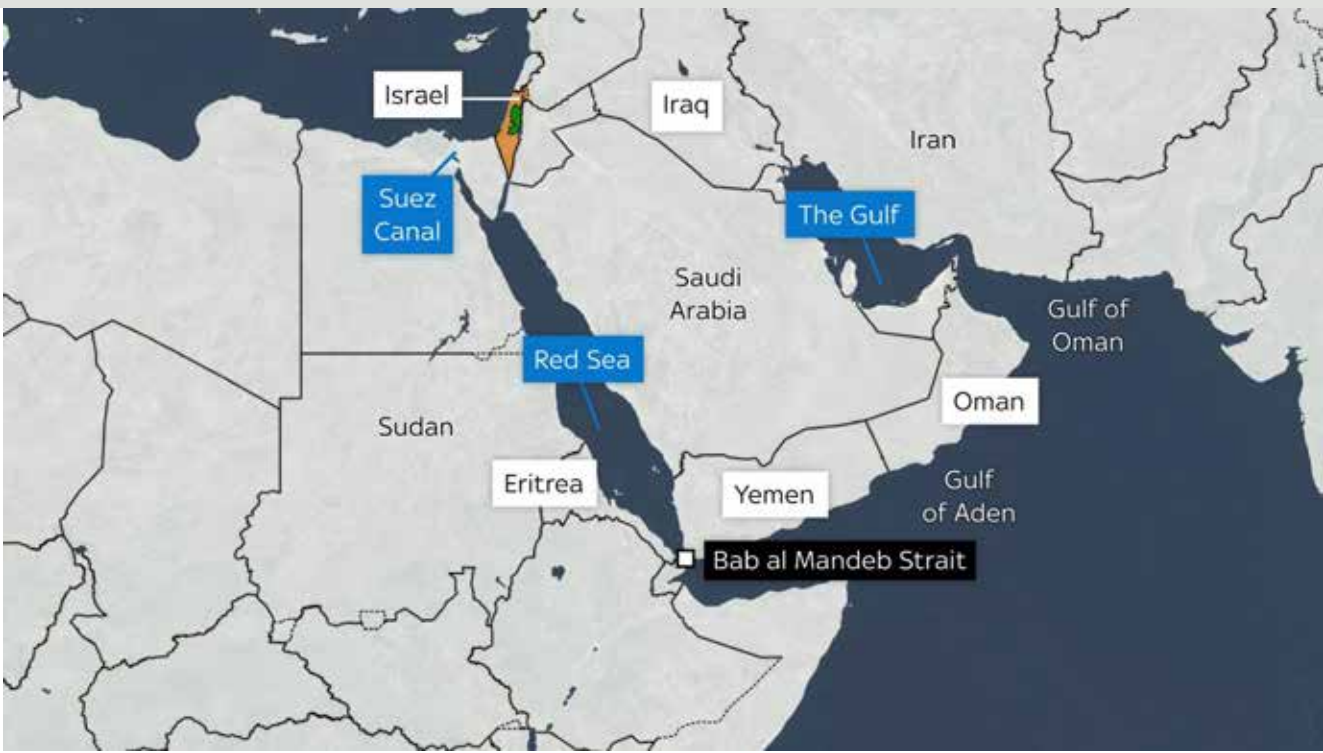 Israel
Iraq
Iran
Suez
Canal
The Gulf
Saudi
Arabia
Gulf of
Oman
Red Sea
Oman
Sudan
Eritrea
Yemen
Gulf
of Aden
Bab al Mandeb Strait